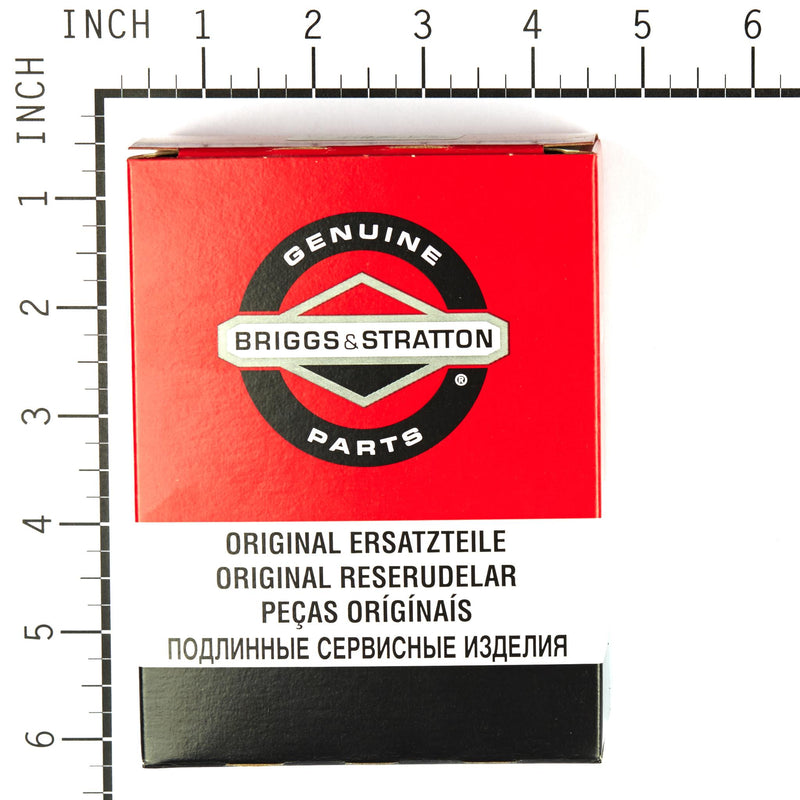 INCH 1 2 3 4 5 6
INCH
1
2
3
4
5
6
GENUINE
BRIGGS & STRATTON
®
PARTS
ORIGINAL ERSATZTEILE
ORIGINAL RESERUDELAR
PEÇAS ORÍGÍNAÍS
ПОДЛИННЫЕ СЕРВИСНЫЕ ИЗДЕЛИЯ